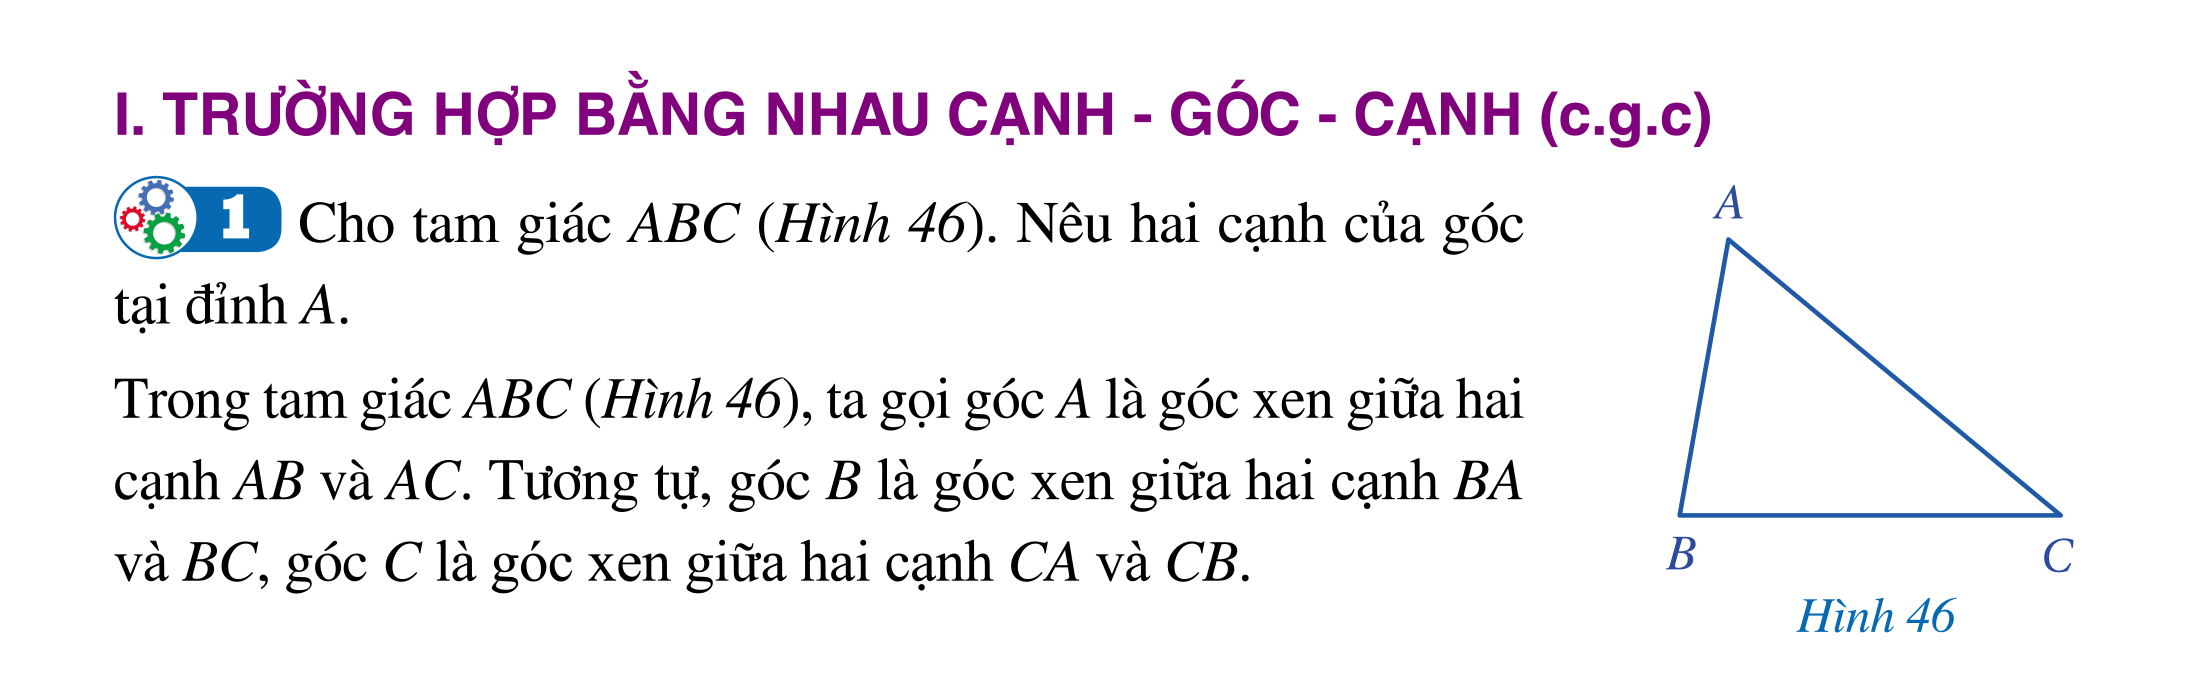 I. TRƯỜNG HỢP BẰNG NHAU CẠNH - GÓC - CẠNH (c.g.c)
1 Cho tam giác ABC (Hình 46). Nêu hai cạnh của góc
tại đỉnh A.
Trong tam giác ABC (Hình 46), ta gọi góc A là góc xen giữa hai
cạnh AB và AC. Tương tự, góc B là góc xen giữa hai cạnh BA
và BC, góc C là góc xen giữa hai cạnh CA và CB.
A
B
C
Hình 46